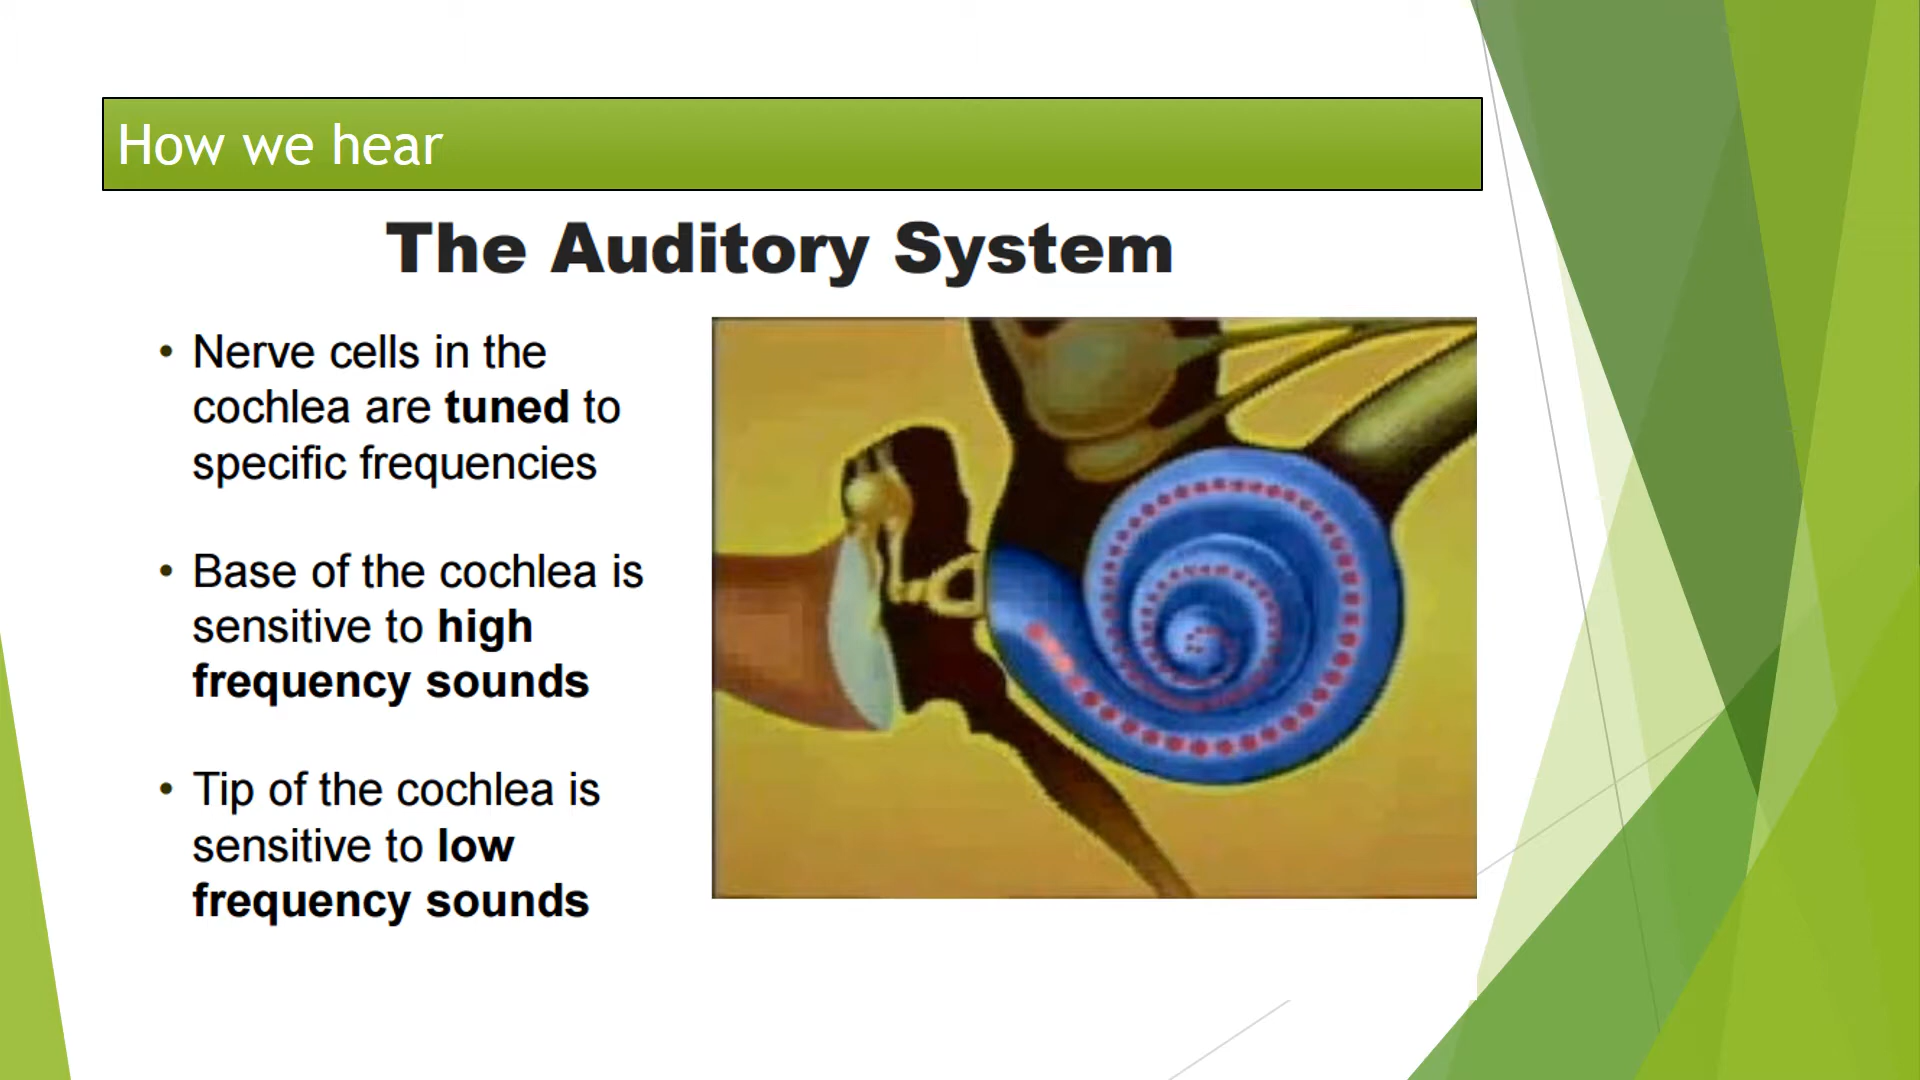 How we hear
The Auditory System
• Nerve cells in the
cochlea are tuned to
specific frequencies
• Base of the cochlea is
sensitive to high
frequency sounds
• Tip of the cochlea is
sensitive to low
frequency sounds